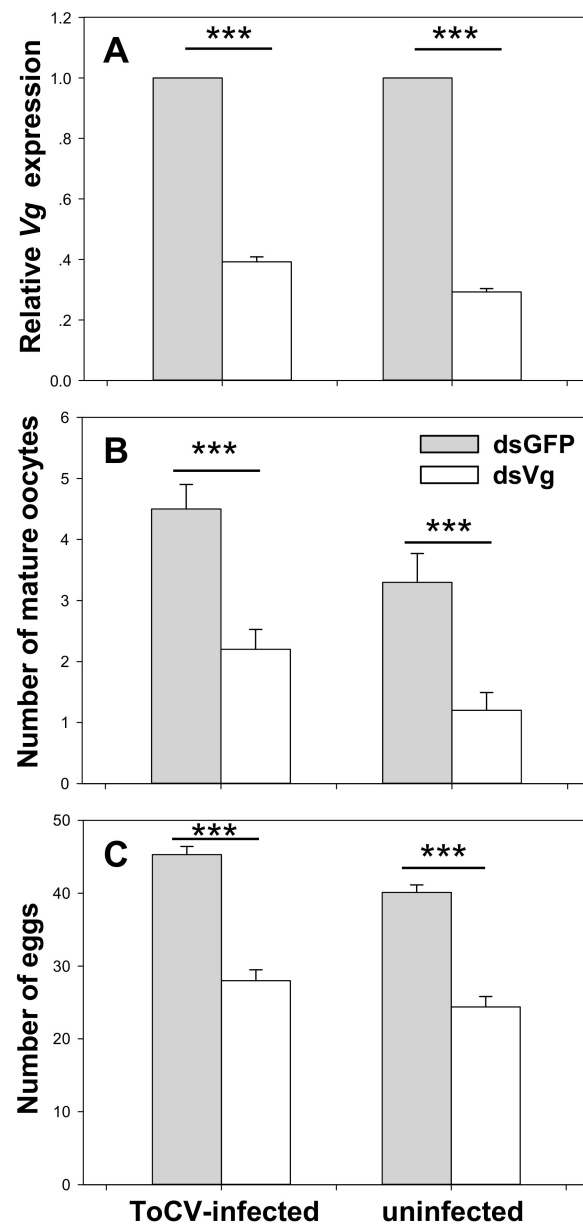 A
Relative Vg expression
1.2
1.0
.8
.6
.4
.2
0.0
***
***
B
Number of mature oocytes
6
5
4
3
2
1
0
***
***
dsGFP
dsVg
C
Number of eggs
50
40
30
20
10
0
***
***
ToCV-infected uninfected